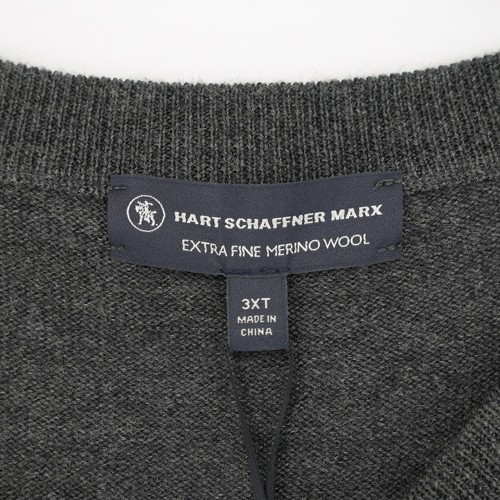 HART SCHAFFNER MARX
EXTRA FINE MERINO WOOL
3XT
MADE IN
CHINA